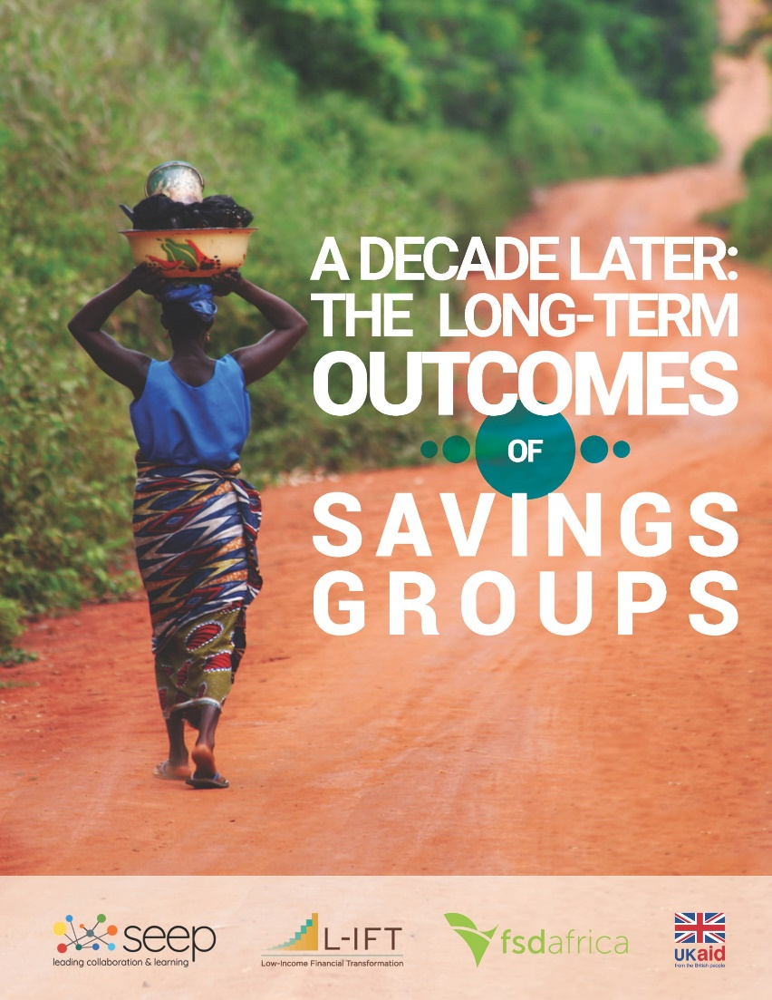 A DECADE LATER:
THE LONG-TERM
OUTCOMES
OF
SAVINGS
GROUPS
seep
leading collaboration & learning
L-IFT
Low-Income Financial Transformation
fsdafrica
UKaid
from the British people